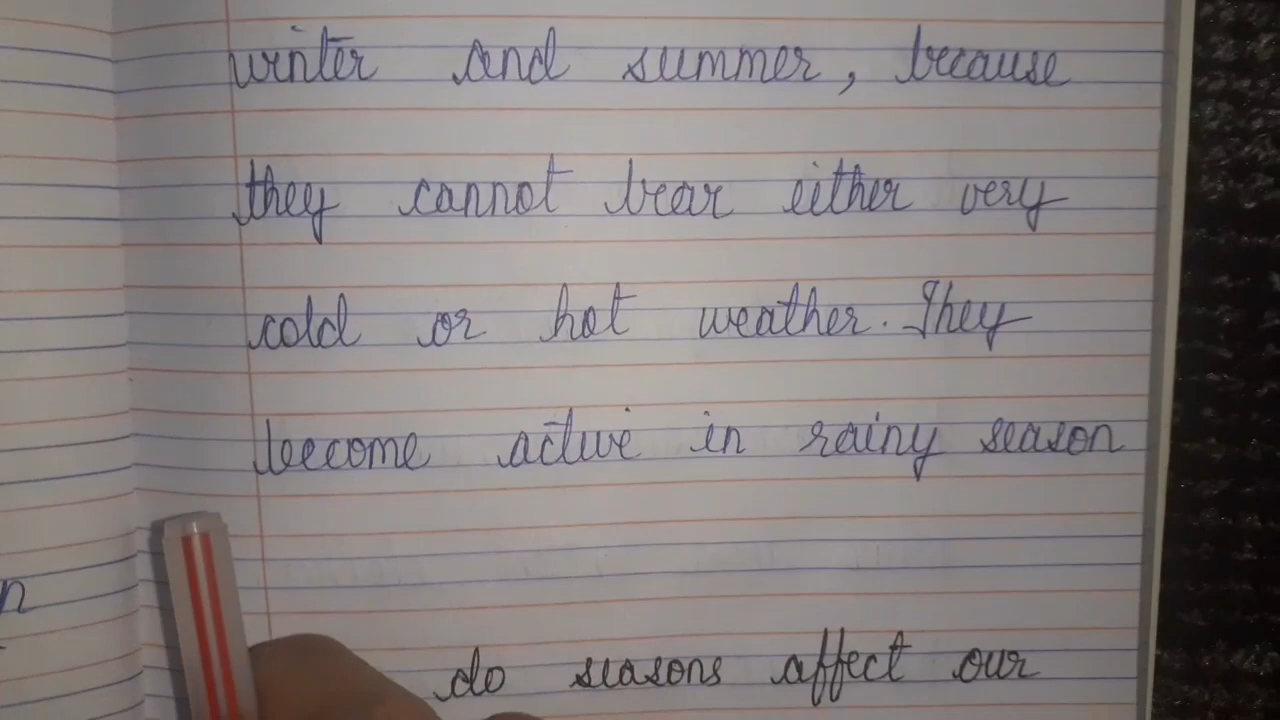 winter and summer, because
they cannot bear either very
cold or hot weather. They
become active in rainy season
n
do seasons affect our